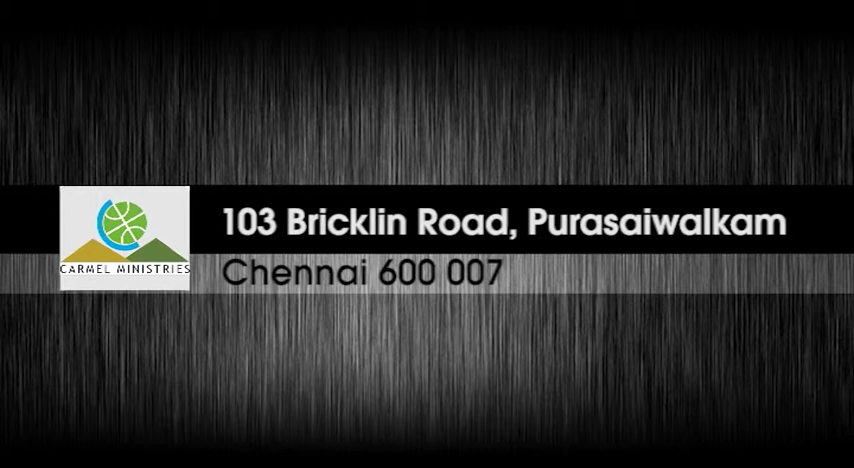 103 Bricklin Road, Purasaiwalkam
CARMEL MINISTRIES
Chennai 600 007